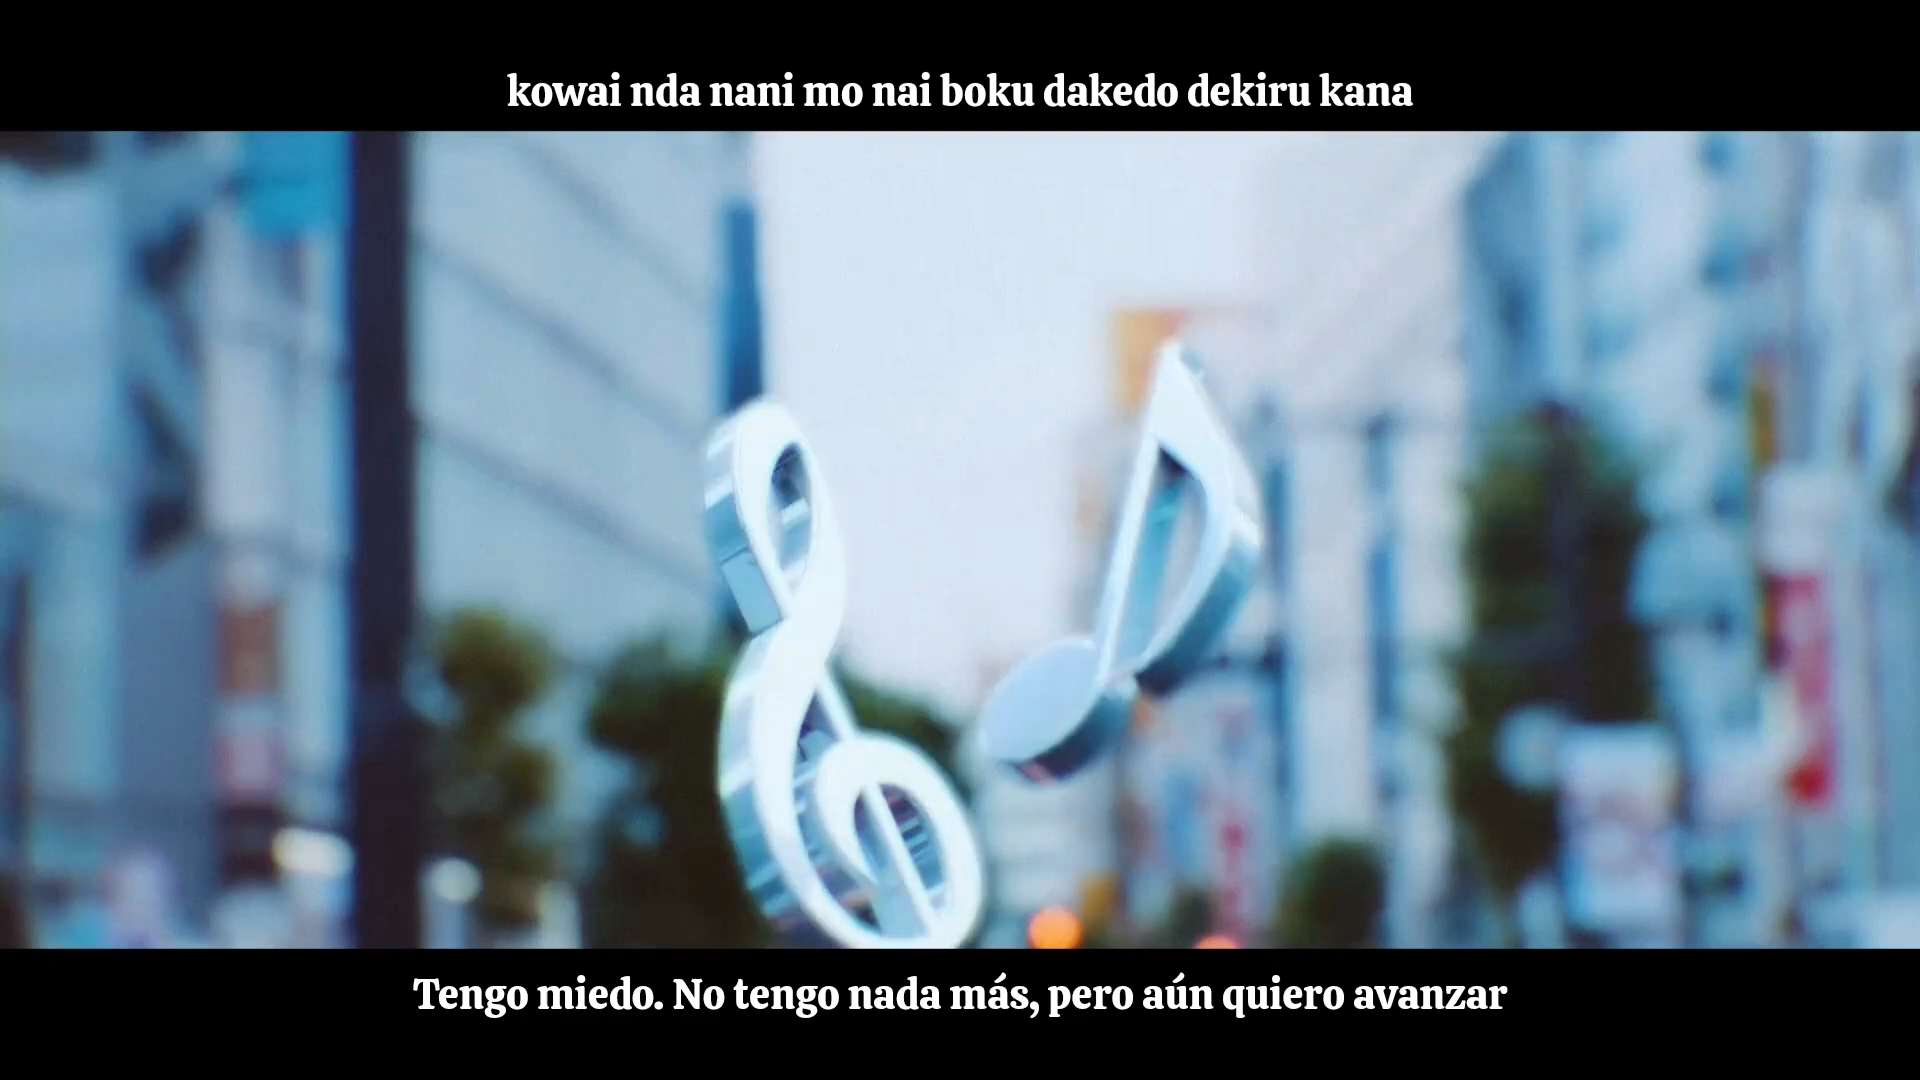 kowai nda nani mo nai boku dakedo dekiru kana
Tengo miedo. No tengo nada más, pero aún quiero avanzar